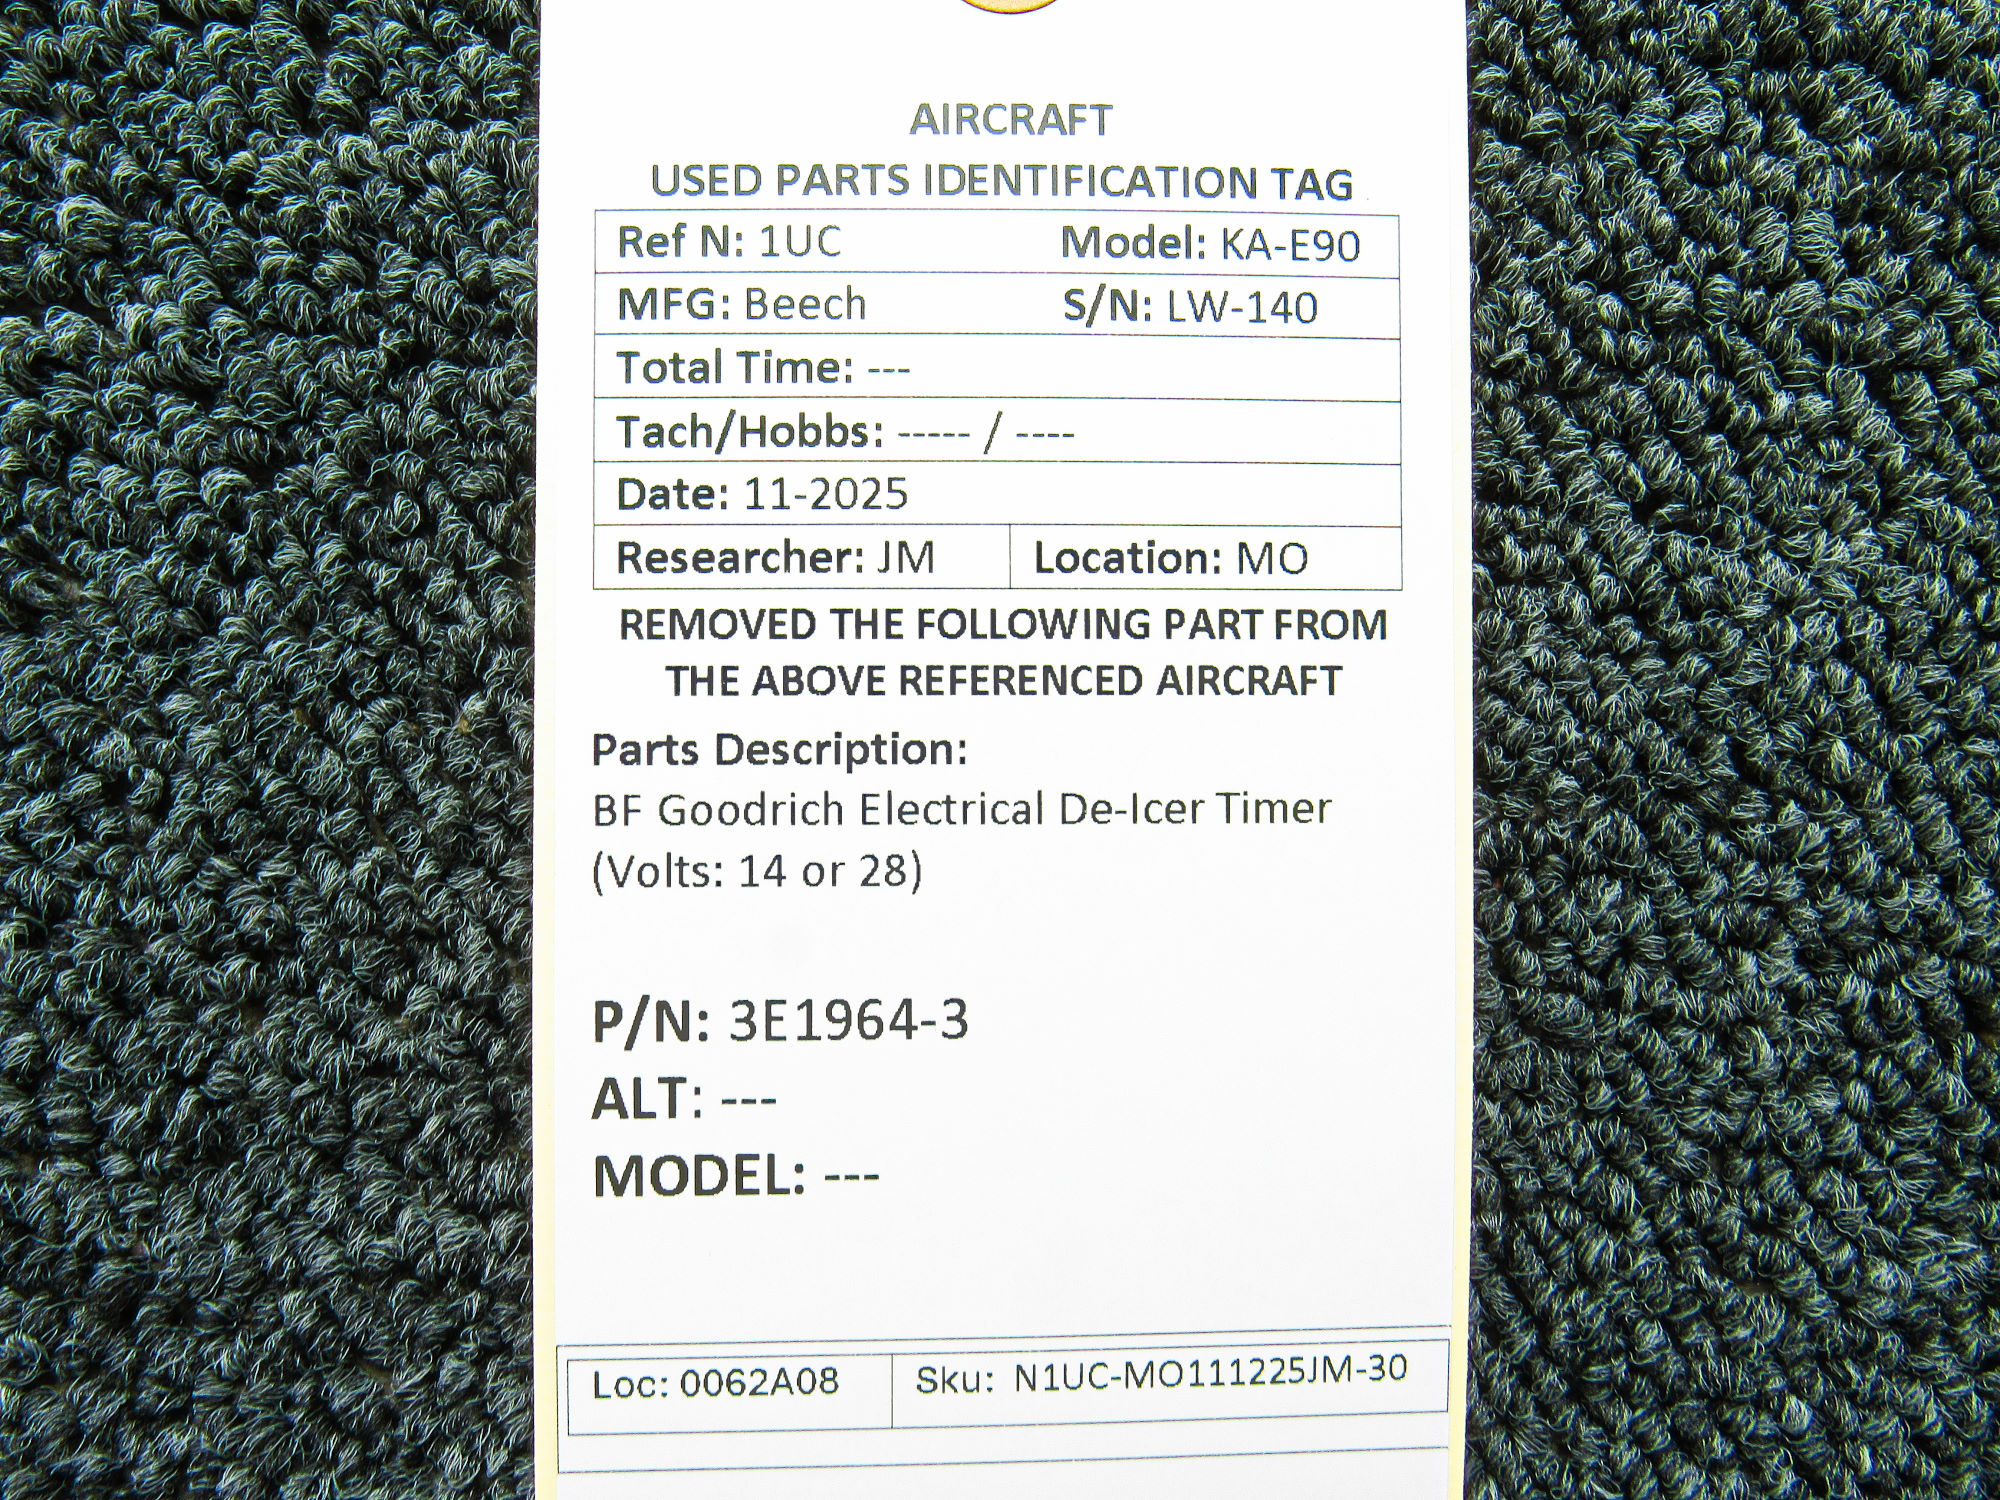 AIRCRAFT
USED PARTS IDENTIFICATION TAG
Ref N: 1UC Model: KA-E90
MFG: Beech S/N: LW-140
Total Time: ---
Tach/Hobbs: ----- / ----
Date: 11-2025
Researcher: JM Location: MO
REMOVED THE FOLLOWING PART FROM
THE ABOVE REFERENCED AIRCRAFT
Parts Description:
BF Goodrich Electrical De-Icer Timer
(Volts: 14 or 28)
P/N: 3E1964-3
ALT: ---
MODEL: ---
Loc: 0062A08 Sku: N1UC-MO111225JM-30